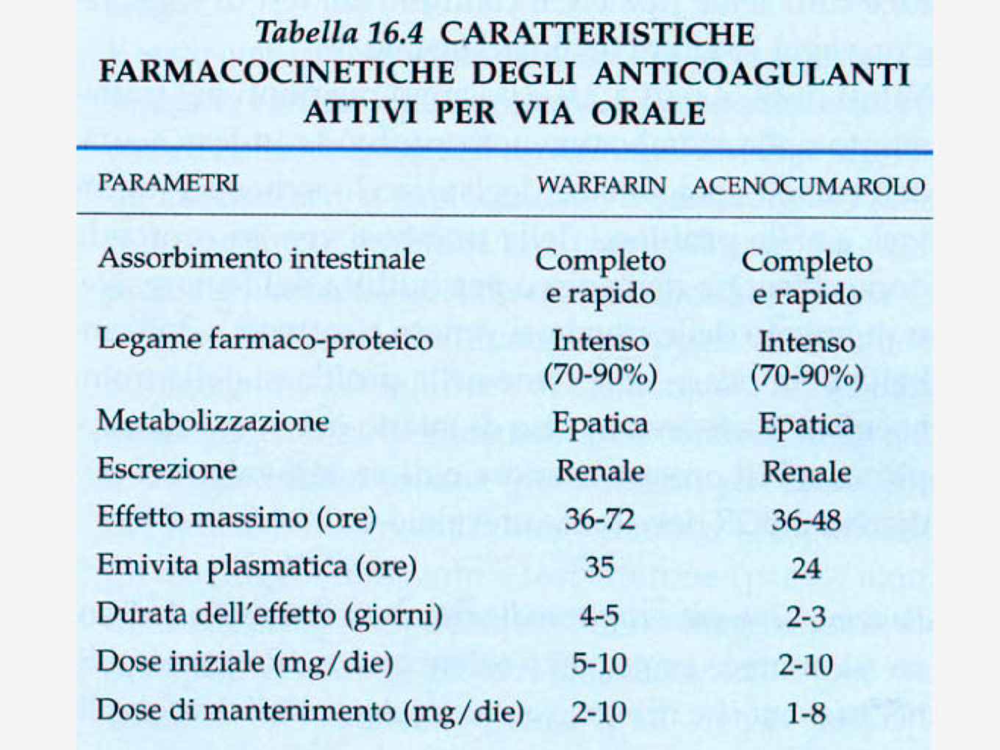 Tabella 16.4 CARATTERISTICHE
FARMACOCINETICHE DEGLI ANTICOAGULANTI
ATTIVI PER VIA ORALE
PARAMETRI WARFARIN ACENOCUMAROLO
Assorbimento intestinale Completo Completo
e rapido e rapido
Legame farmaco-proteico Intenso Intenso
(70-90%) (70-90%)
Metabolizzazione Epatica Epatica
Escrezione Renale Renale
Effetto massimo (ore) 36-72 36-48
Emivita plasmatica (ore) 35 24
Durata dell'effetto (giorni) 4-5 2-3
Dose iniziale (mg/die) 5-10 2-10
Dose di mantenimento (mg/die) 2-10 1-8